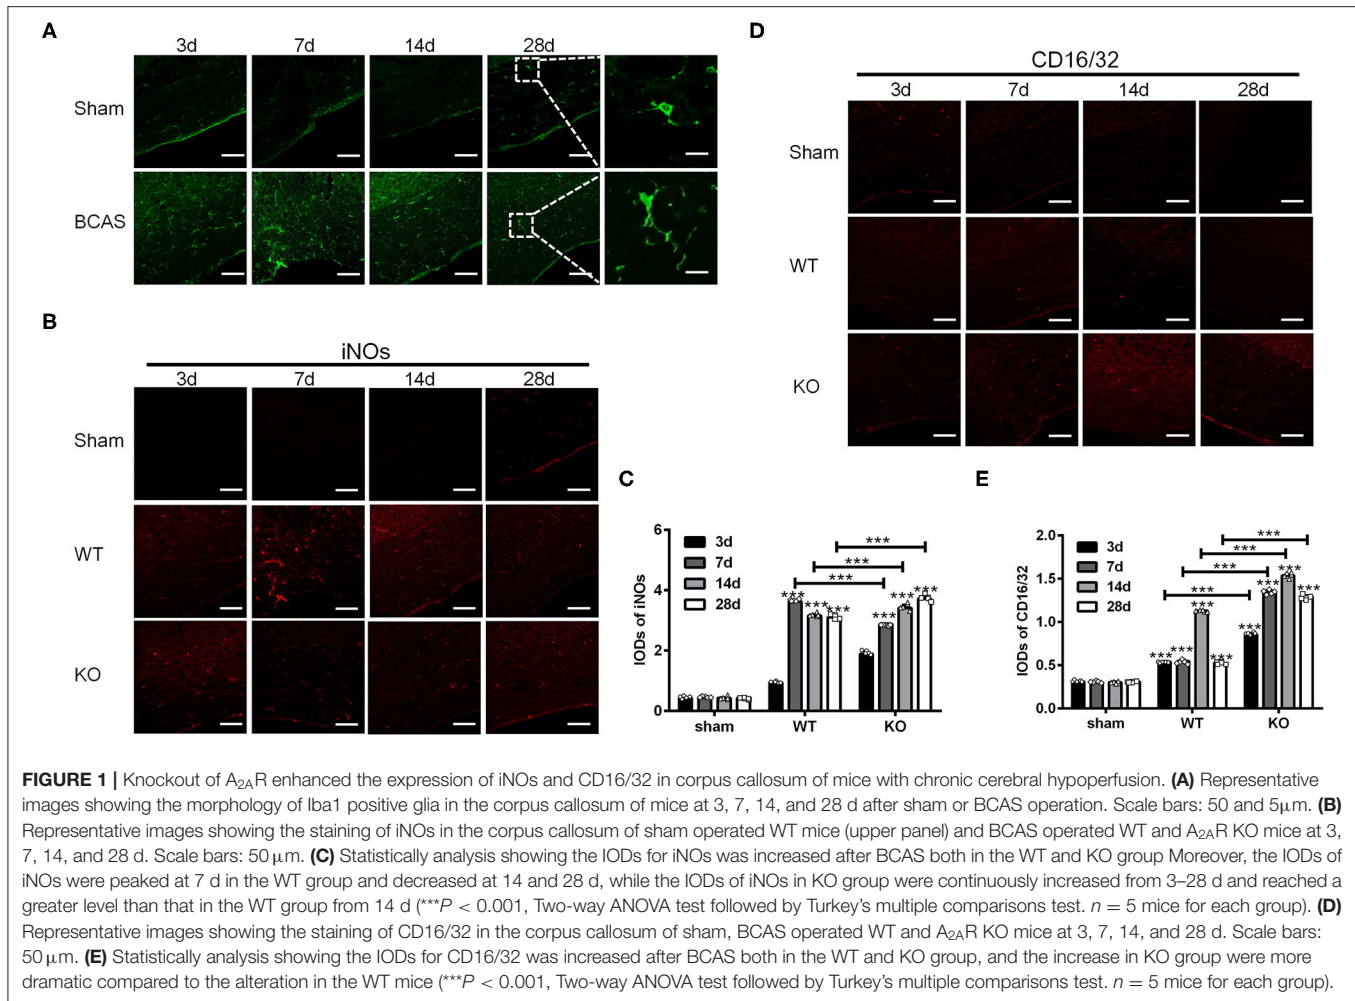 A
3d 7d 14d 28d
Sham
BCAS
B
iNOs
3d 7d 14d 28d
Sham
WT
KO
C
IODs of iNOs
6
4
2
0
3d
7d
14d
28d
***
***
***
*** *** *** *** *** ***
sham WT KO
D
CD16/32
3d 7d 14d 28d
Sham
WT
KO
E
IODs of CD16/32
2.0
1.5
1.0
0.5
0.0
3d
7d
14d
28d
***
***
***
***
*** *** *** *** *** *** *** ***
sham WT KO
FIGURE 1 | Knockout of A2AR enhanced the expression of iNOs and CD16/32 in corpus callosum of mice with chronic cerebral hypoperfusion. (A) Representative
images showing the morphology of Iba1 positive glia in the corpus callosum of mice at 3, 7, 14, and 28 d after sham or BCAS operation. Scale bars: 50 and 5μm. (B)
Representative images showing the staining of iNOs in the corpus callosum of sham operated WT mice (upper panel) and BCAS operated WT and A2AR KO mice at 3,
7, 14, and 28 d. Scale bars: 50 μm. (C) Statistically analysis showing the IODs for iNOs was increased after BCAS both in the WT and KO group Moreover, the IODs of
iNOs were peaked at 7 d in the WT group and decreased at 14 and 28 d, while the IODs of iNOs in KO group were continuously increased from 3–28 d and reached a
greater level than that in the WT group from 14 d (***P < 0.001, Two-way ANOVA test followed by Turkey's multiple comparisons test. n = 5 mice for each group). (D)
Representative images showing the staining of CD16/32 in the corpus callosum of sham, BCAS operated WT and A2AR KO mice at 3, 7, 14, and 28 d. Scale bars:
50 μm. (E) Statistically analysis showing the IODs for CD16/32 was increased after BCAS both in the WT and KO group, and the increase in KO group were more
dramatic compared to the alteration in the WT mice (***P < 0.001, Two-way ANOVA test followed by Turkey's multiple comparisons test. n = 5 mice for each group).